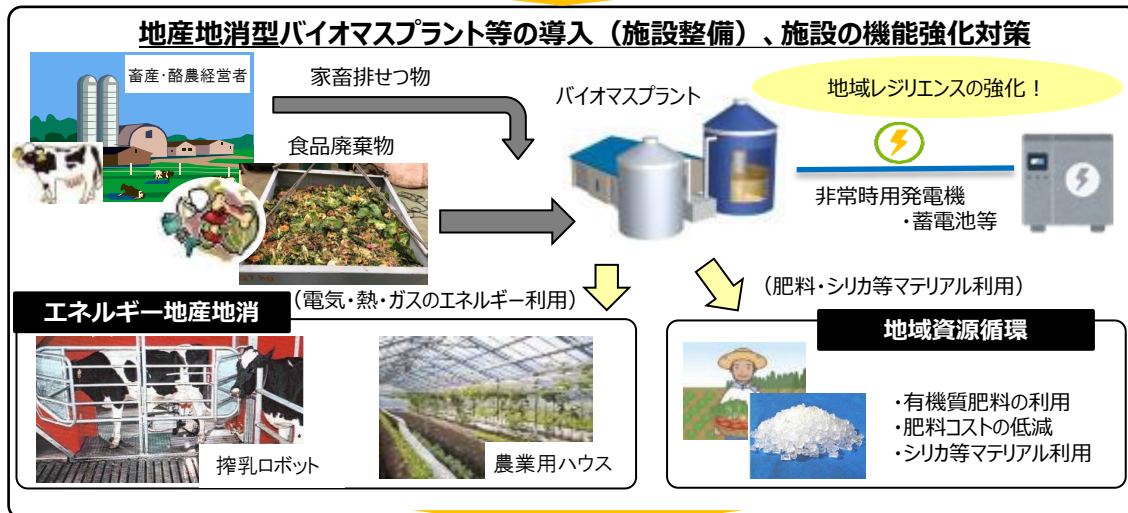 地産地消型バイオマスプラント等の導入（施設整備）、施設の機能強化対策
畜産・酪農経営者
家畜排せつ物
食品廃棄物
バイオマスプラント
地域レジリエンスの強化！
非常時用発電機
・蓄電池等
（電気・熱・ガスのエネルギー利用）
エネルギー地産地消
搾乳ロボット
農業用ハウス
（肥料・シリカ等マテリアル利用）
地域資源循環
・有機質肥料の利用
・肥料コストの低減
・シリカ等マテリアル利用